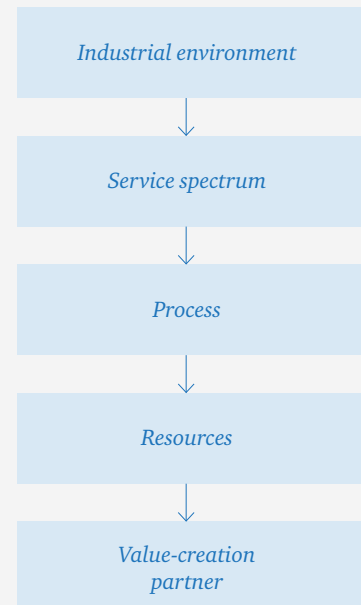 Industrial environment
Service spectrum
Process
Resources
Value-creation
partner